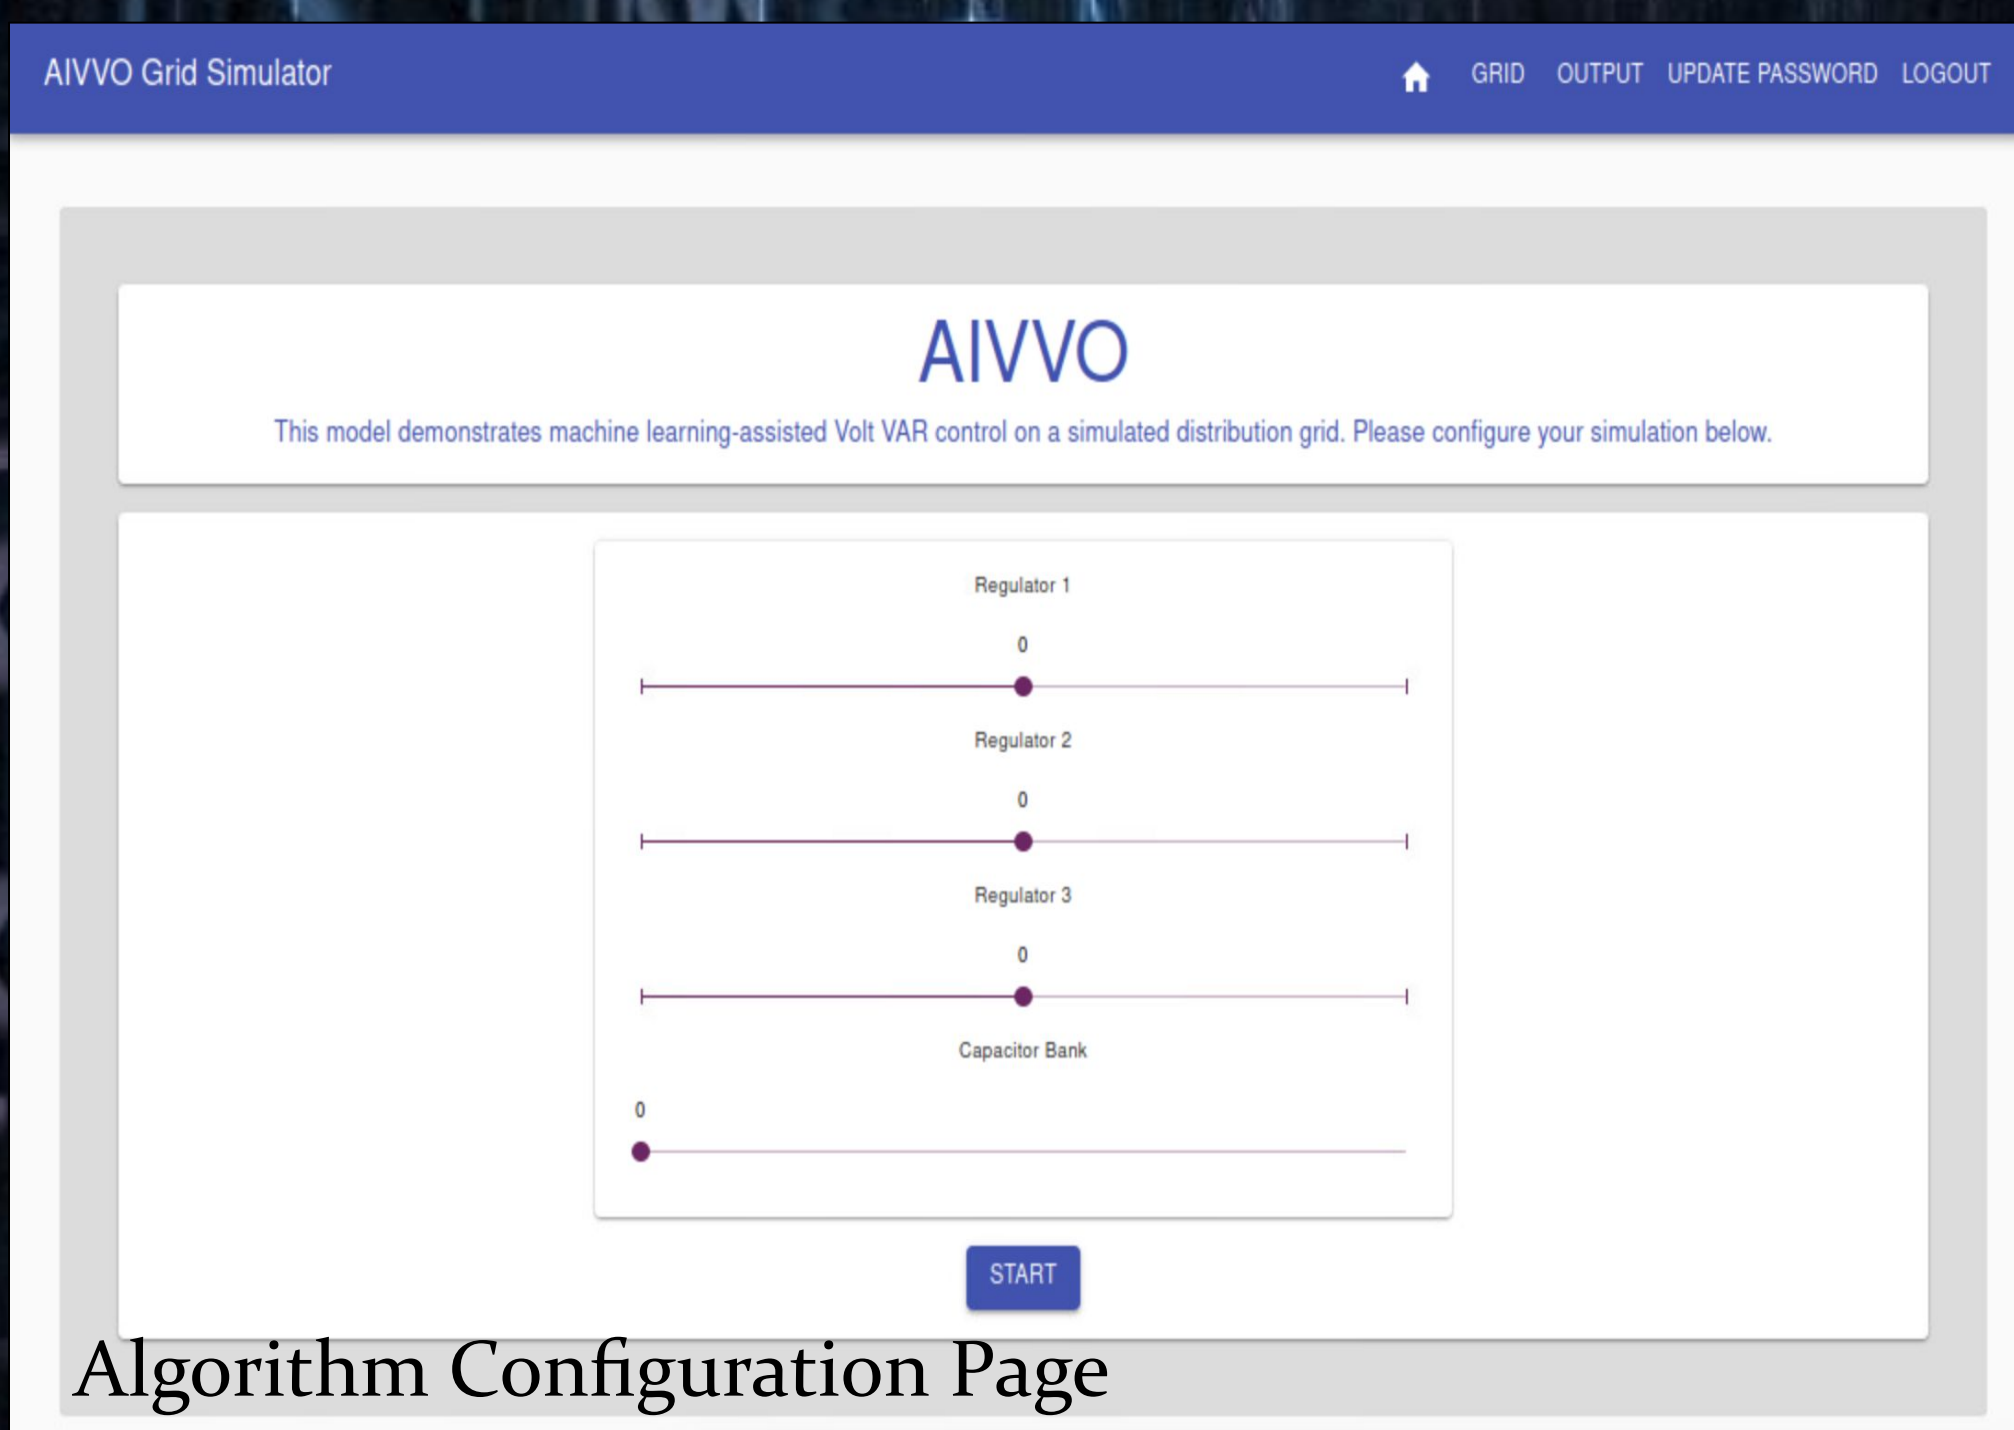 AIVVO Grid Simulator
GRID OUTPUT UPDATE PASSWORD LOGOUT
AIVVO
This model demonstrates machine learning-assisted Volt VAR control on a simulated distribution grid. Please configure your simulation below.
Regulator 1
0
Regulator 2
0
Regulator 3
0
Capacitor Bank
0
START
Algorithm Configuration Page